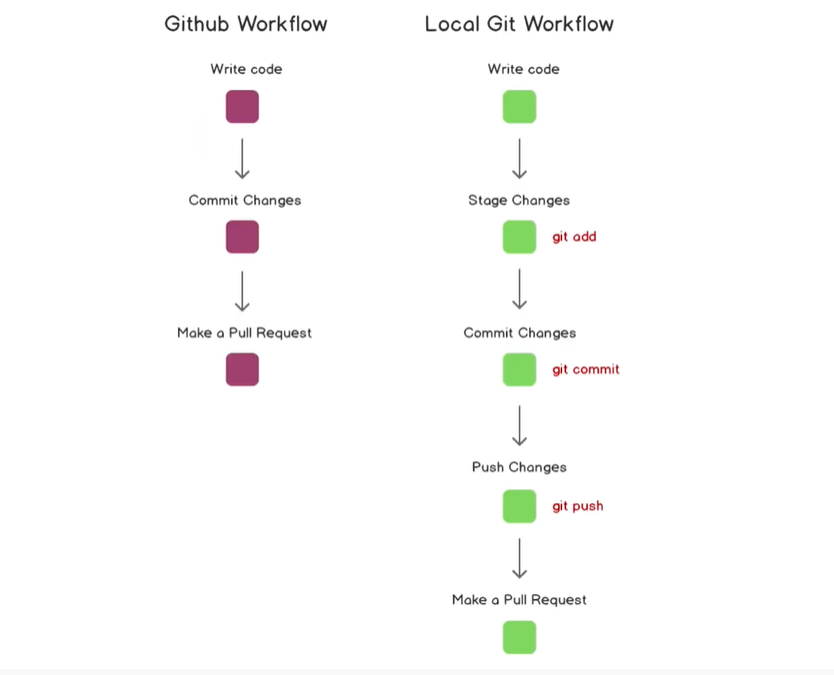 Github Workflow
Write code
Commit Changes
Make a Pull Request
Local Git Workflow
Write code
Stage Changes
git add
Commit Changes
git commit
Push Changes
git push
Make a Pull Request